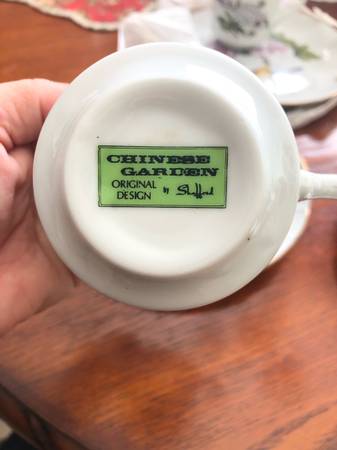 CHINESE
GARDEN
ORIGINAL
DESIGN by Shafford